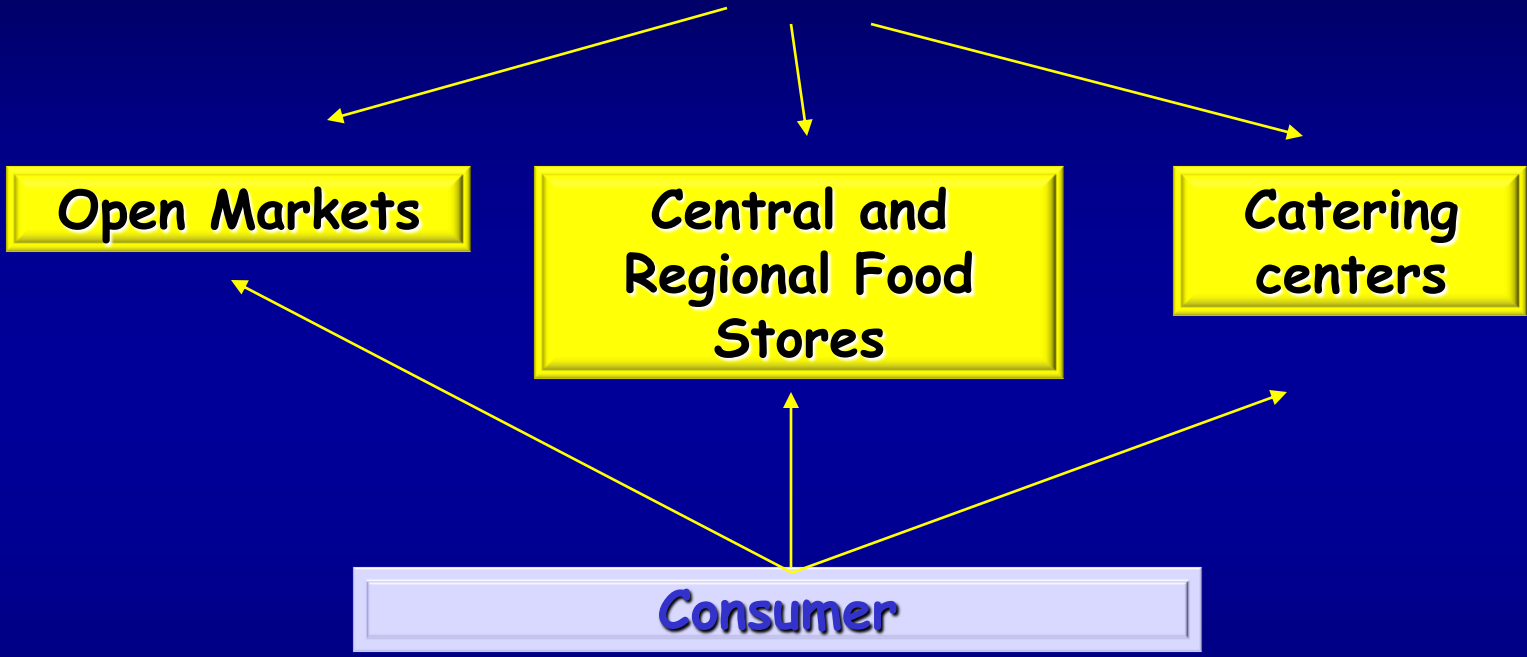 Open Markets
Central and
Regional Food
Stores
Catering
centers
Consumer